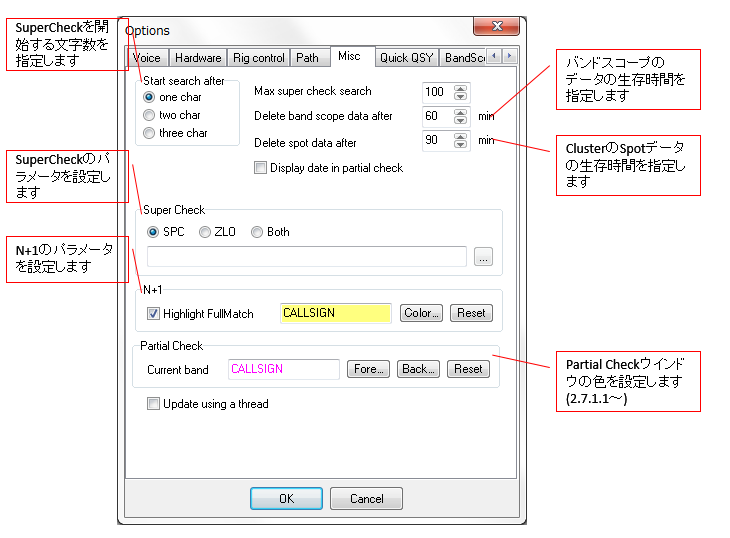 SuperCheckを開
始する文字数を
指定します
Options
Voice Hardware Rig control Path Misc Quick QSY BandSc
Start search after
one char
two char
three char
Max super check search 100
Delete band scope data after 60 min
Delete spot data after 90 min
Display date in partial check
バンドスコープの
データの生存時間を
指定します
ClusterのSpotデータ
の生存時間を指定し
ます
SuperCheckのパ
ラメータを設定し
ます
Super Check
SPC ZLO Both
...
N+1のパラメータ
を設定します
N+1
Highlight FullMatch CALLSIGN Color... Reset
Partial Check
Current band CALLSIGN Fore... Back... Reset
Partial Checkウインド
ウの色を設定します
(2.7.1.1～)
Update using a thread
OK Cancel